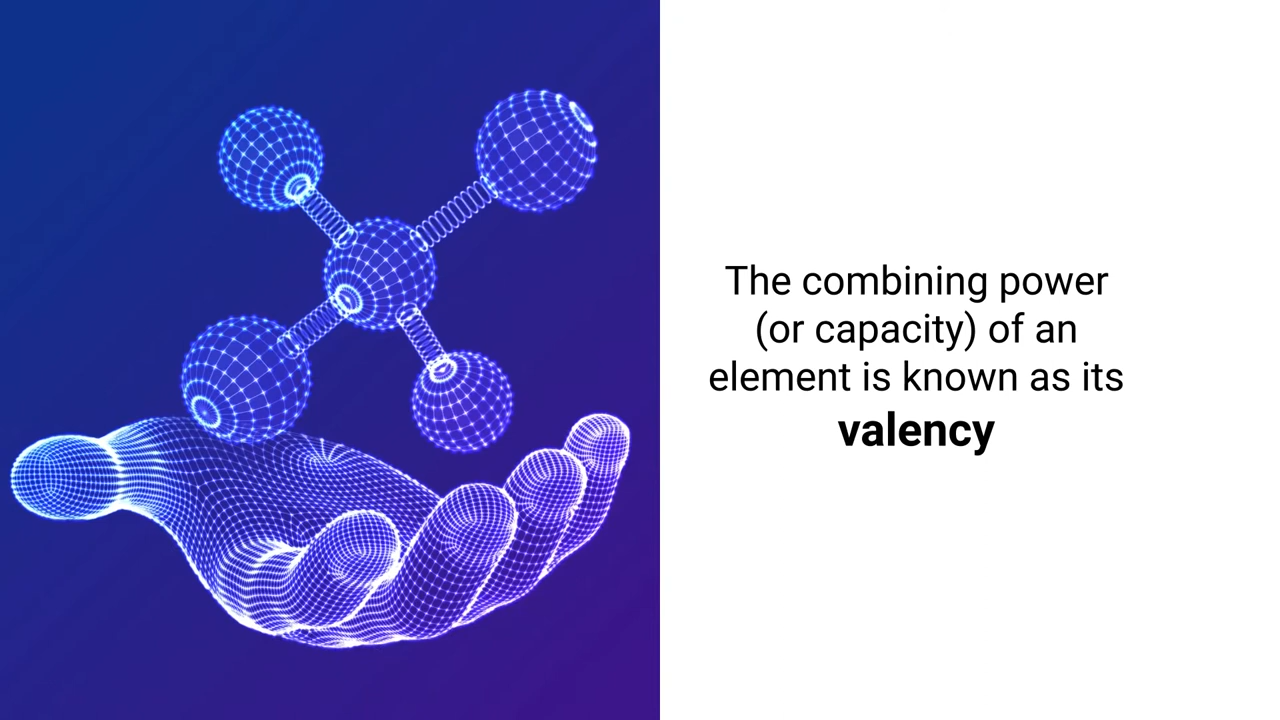 The combining power
(or capacity) of an
element is known as its
valency